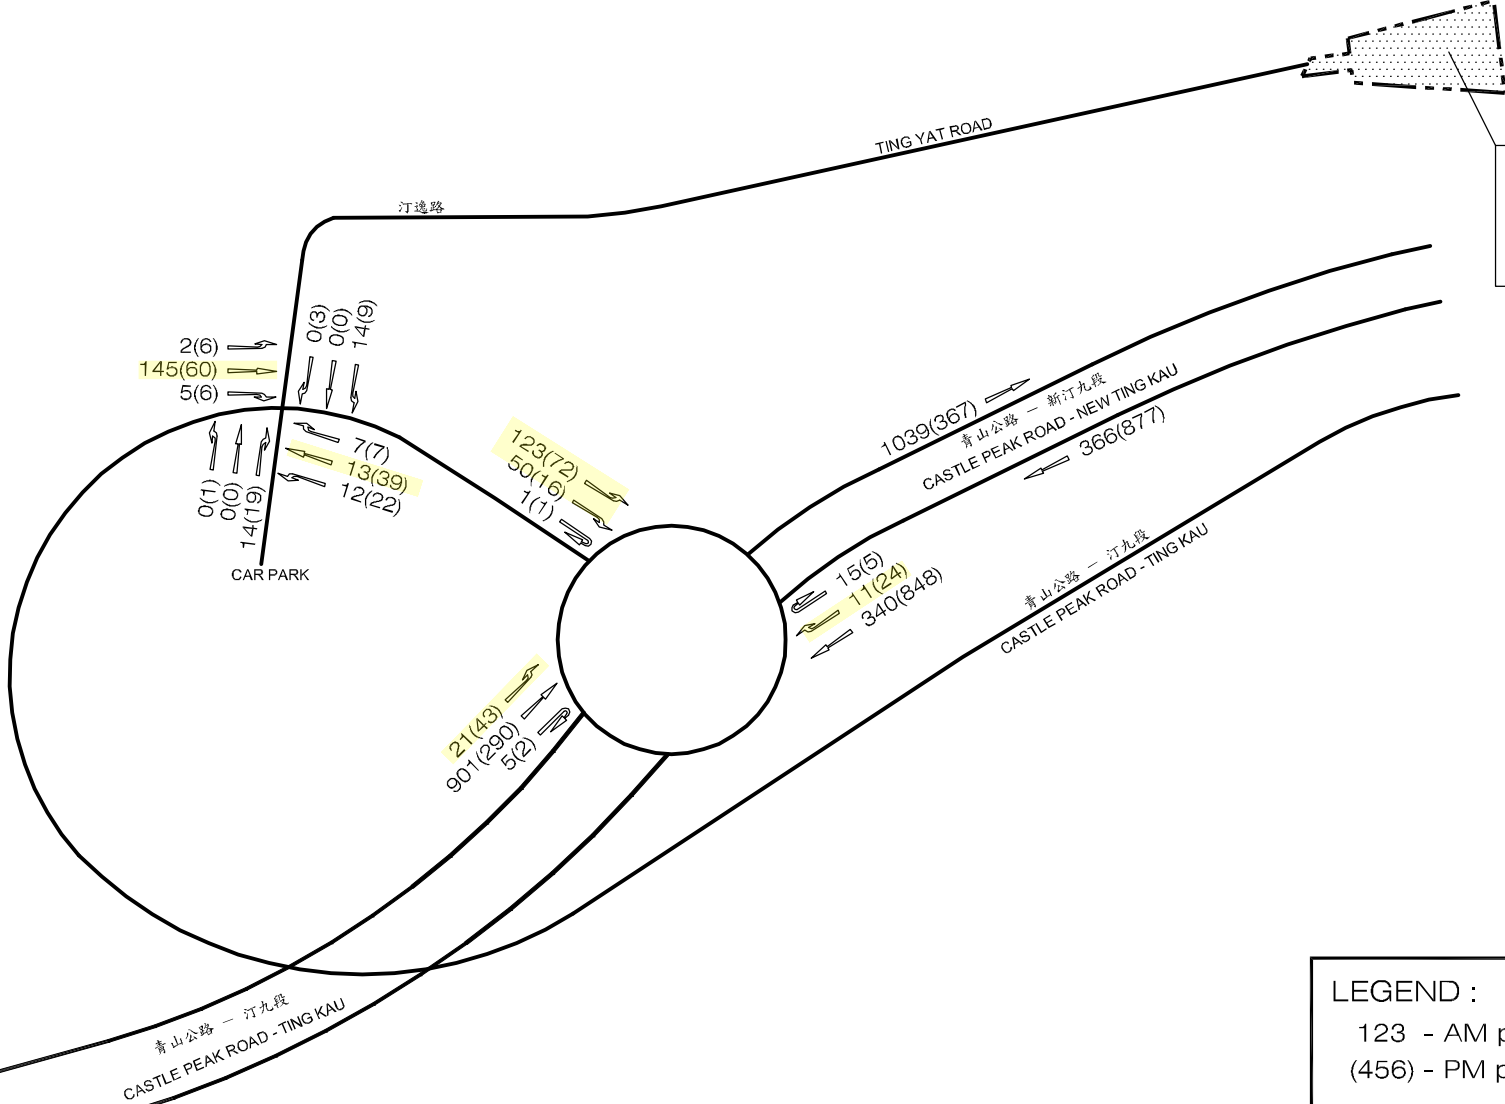 TING YAT ROAD
汀逸路
0(3)
0(0)
14(9)
2(6)
145(60)
5(6)
7(7)
13(39)
12(22)
0(1)
0(0)
14(19)
CAR PARK
123(72)
50(16)
1(1)
1039(367)
青山公路 - 新汀九段
CASTLE PEAK ROAD - NEW TING KAU
366(877)
15(5)
11(24)
340(848)
青山公路 - 汀九段
CASTLE PEAK ROAD - TING KAU
21(43)
901(290)
5(2)
青山公路 - 汀九段
CASTLE PEAK ROAD - TING KAU
LEGEND :
123 - AM p
(456) - PM p